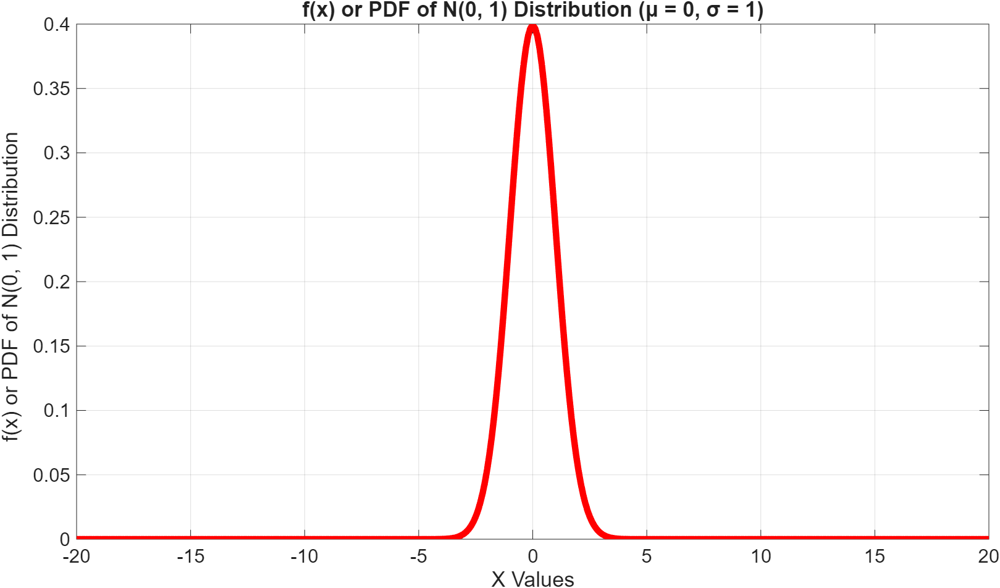 f(x) or PDF of N(0, 1) Distribution (μ = 0, σ = 1)
f(x) or PDF of N(0, 1) Distribution
0.4
0.35
0.3
0.25
0.2
0.15
0.1
0.05
0
-20 -15 -10 -5 0 5 10 15 20
X Values